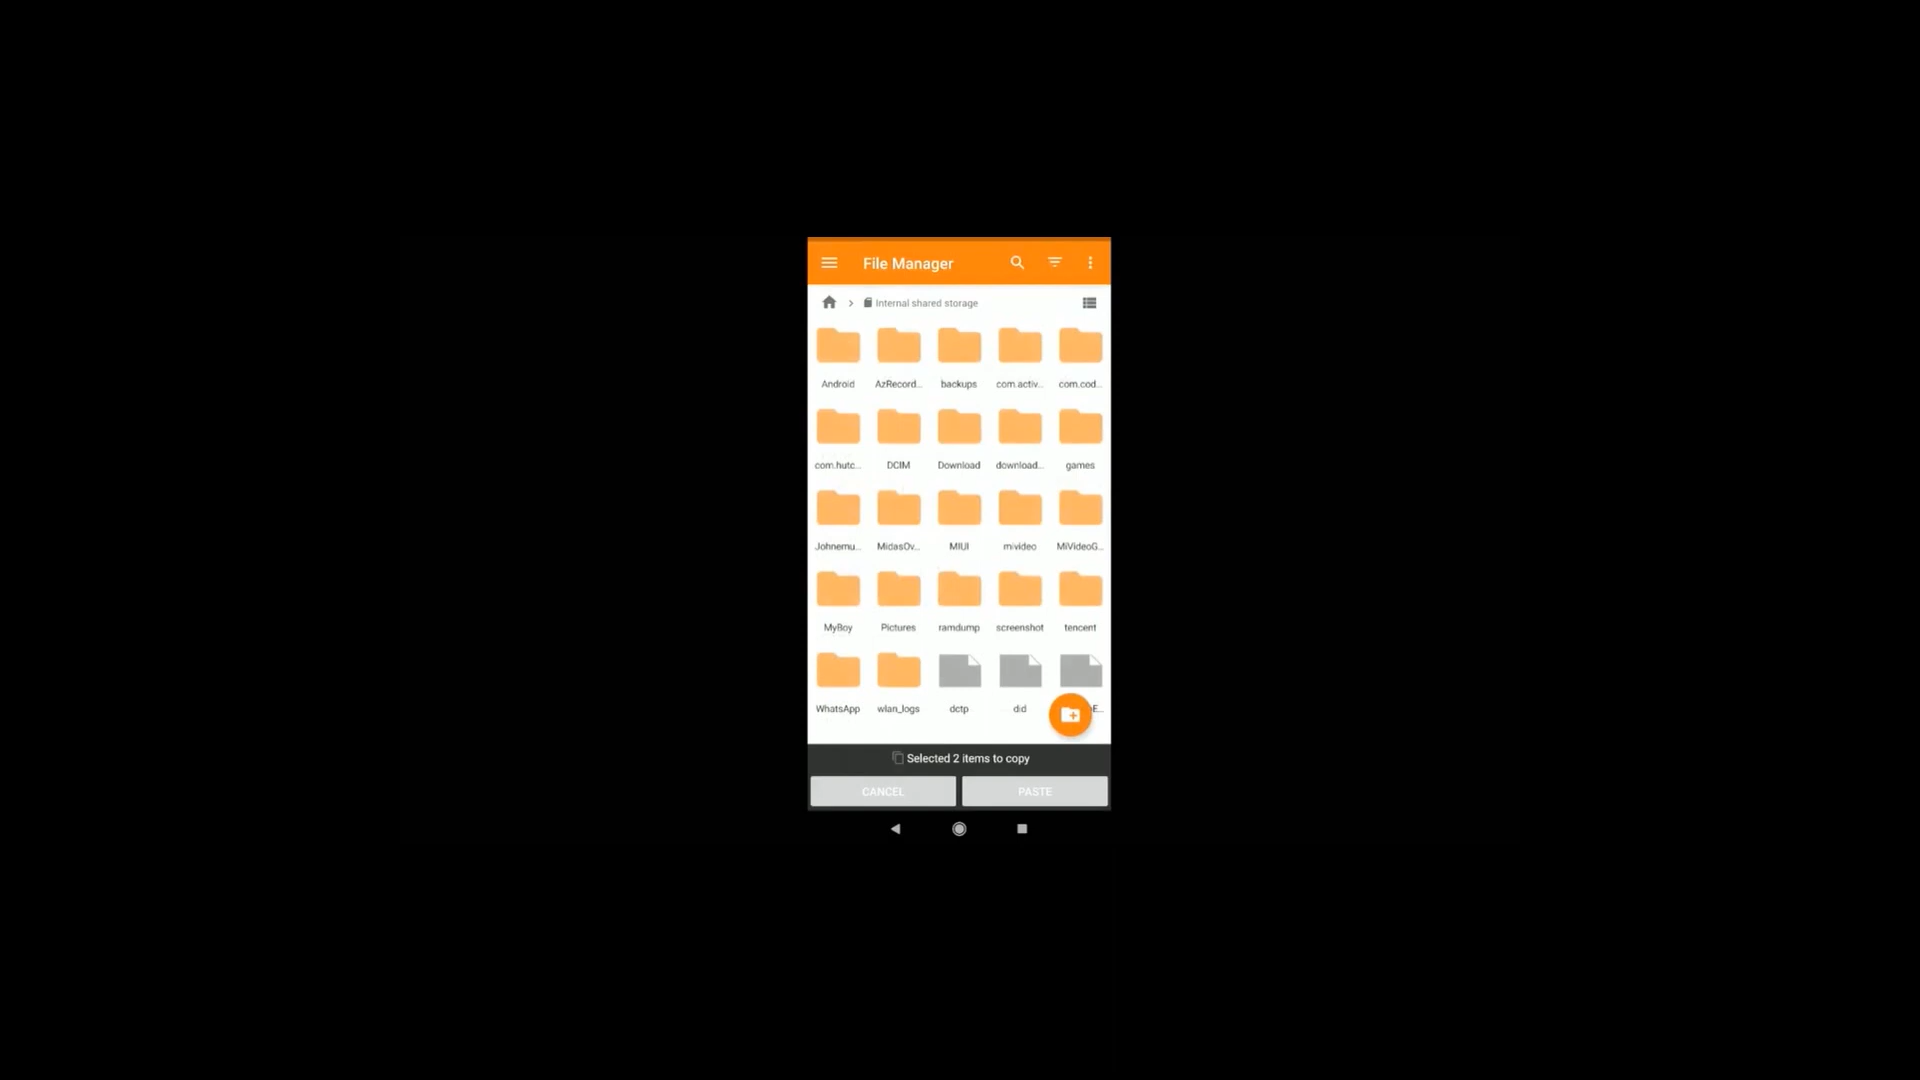 File Manager
Internal shared storage
Android AzRecord... backups com.activ... com.cod...
com.hutc... DCIM Download download... games
Johnemu... MidasOv... MIUI mivideo MiVideoG...
MyBoy Pictures ramdump screenshot tencent
WhatsApp wlan_logs dctp did E...
Selected 2 items to copy
CANCEL PASTE